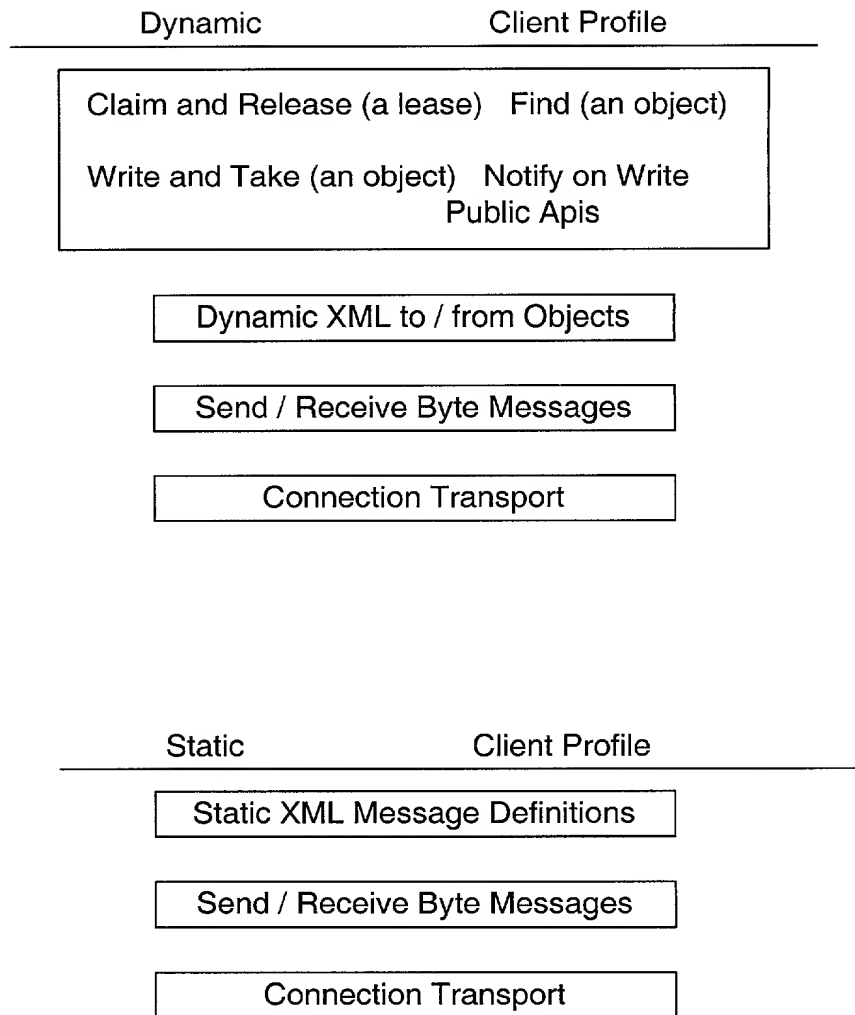 Dynamic Client Profile
Claim and Release (a lease) Find (an object)
Write and Take (an object) Notify on Write
Public Apis
Dynamic XML to / from Objects
Send / Receive Byte Messages
Connection Transport
Static Client Profile
Static XML Message Definitions
Send / Receive Byte Messages
Connection Transport